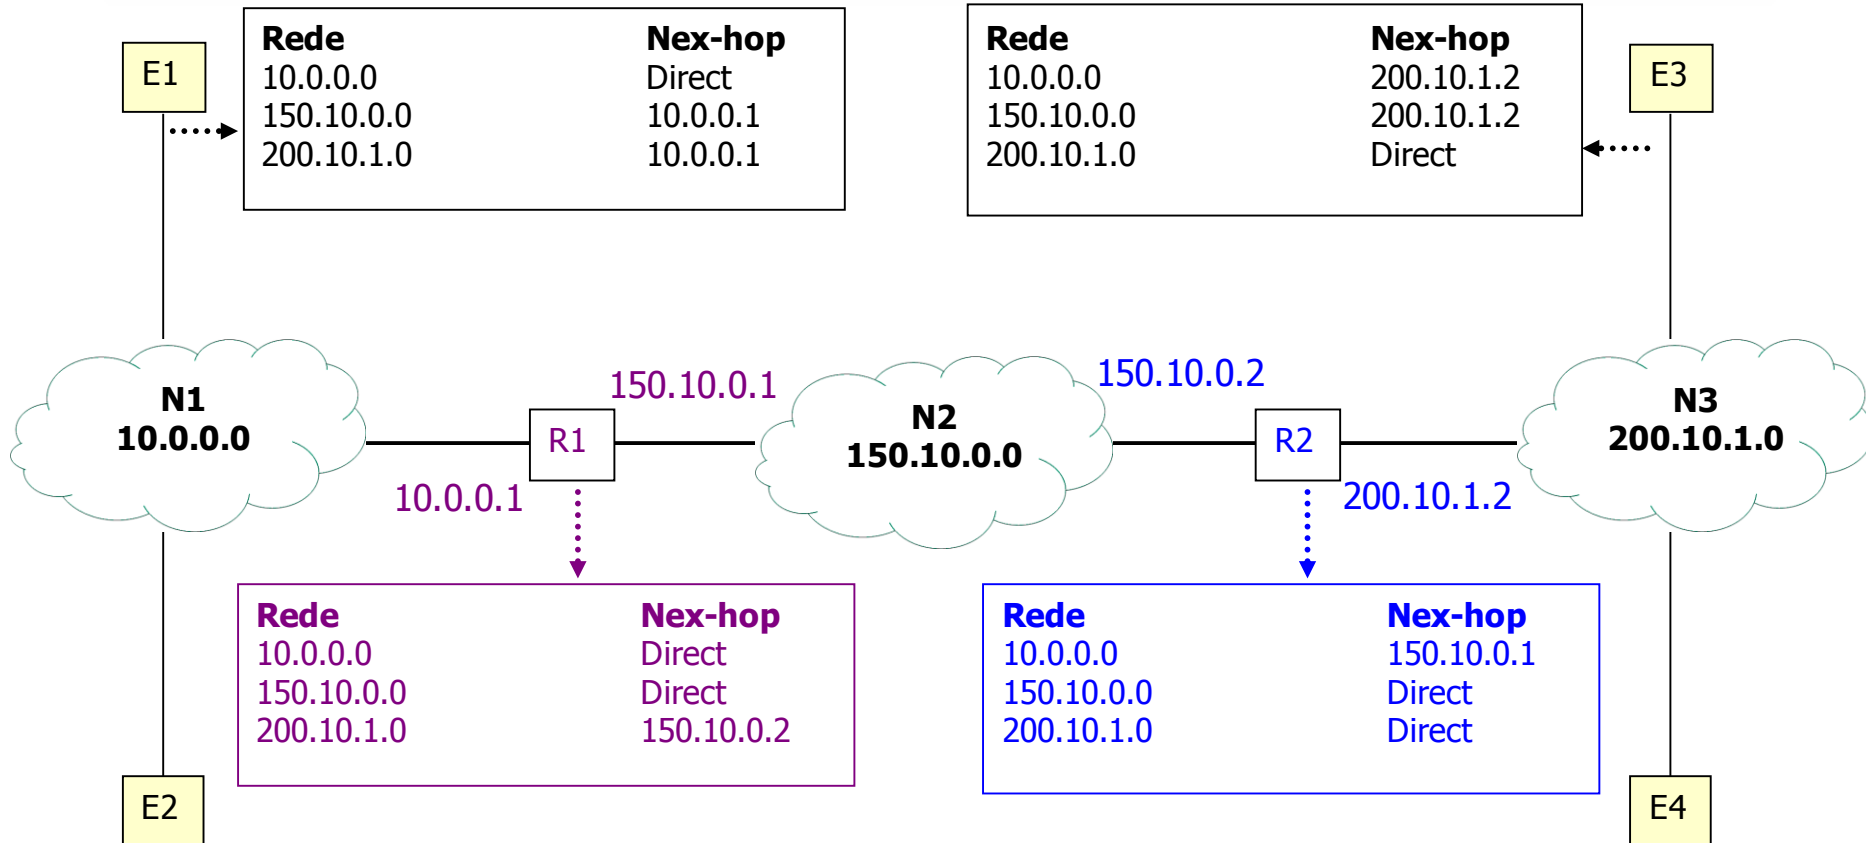 E1
Rede Nex-hop
10.0.0.0 Direct
150.10.0.0 10.0.0.1
200.10.1.0 10.0.0.1
Rede Nex-hop
10.0.0.0 200.10.1.2
150.10.0.0 200.10.1.2
200.10.1.0 Direct
E3
N1
10.0.0.0
150.10.0.1
R1
10.0.0.1
N2
150.10.0.0
150.10.0.2
R2
200.10.1.2
N3
200.10.1.0
Rede Nex-hop
10.0.0.0 Direct
150.10.0.0 Direct
200.10.1.0 150.10.0.2
Rede Nex-hop
10.0.0.0 150.10.0.1
150.10.0.0 Direct
200.10.1.0 Direct
E2
E4